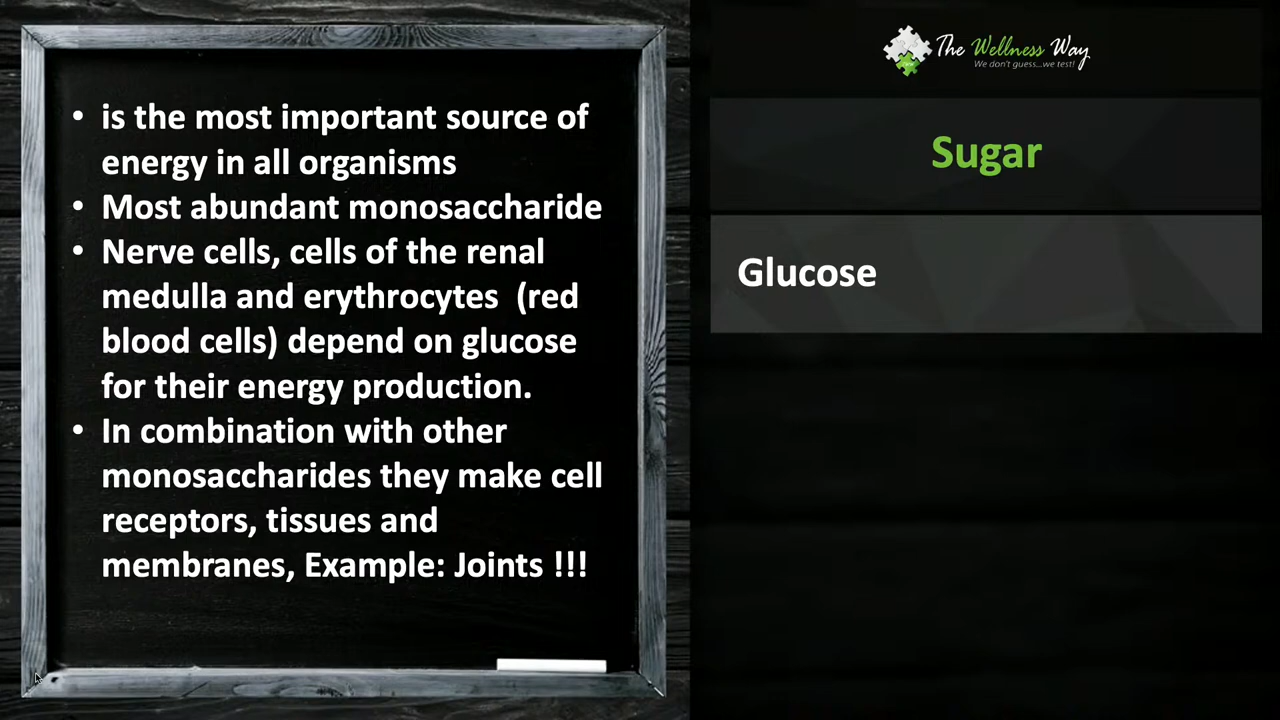 • is the most important source of
energy in all organisms
• Most abundant monosaccharide
• Nerve cells, cells of the renal
medulla and erythrocytes (red
blood cells) depend on glucose
for their energy production.
• In combination with other
monosaccharides they make cell
receptors, tissues and
membranes, Example: Joints !!!
The Wellness Way
We don't guess...we test!
Sugar
Glucose